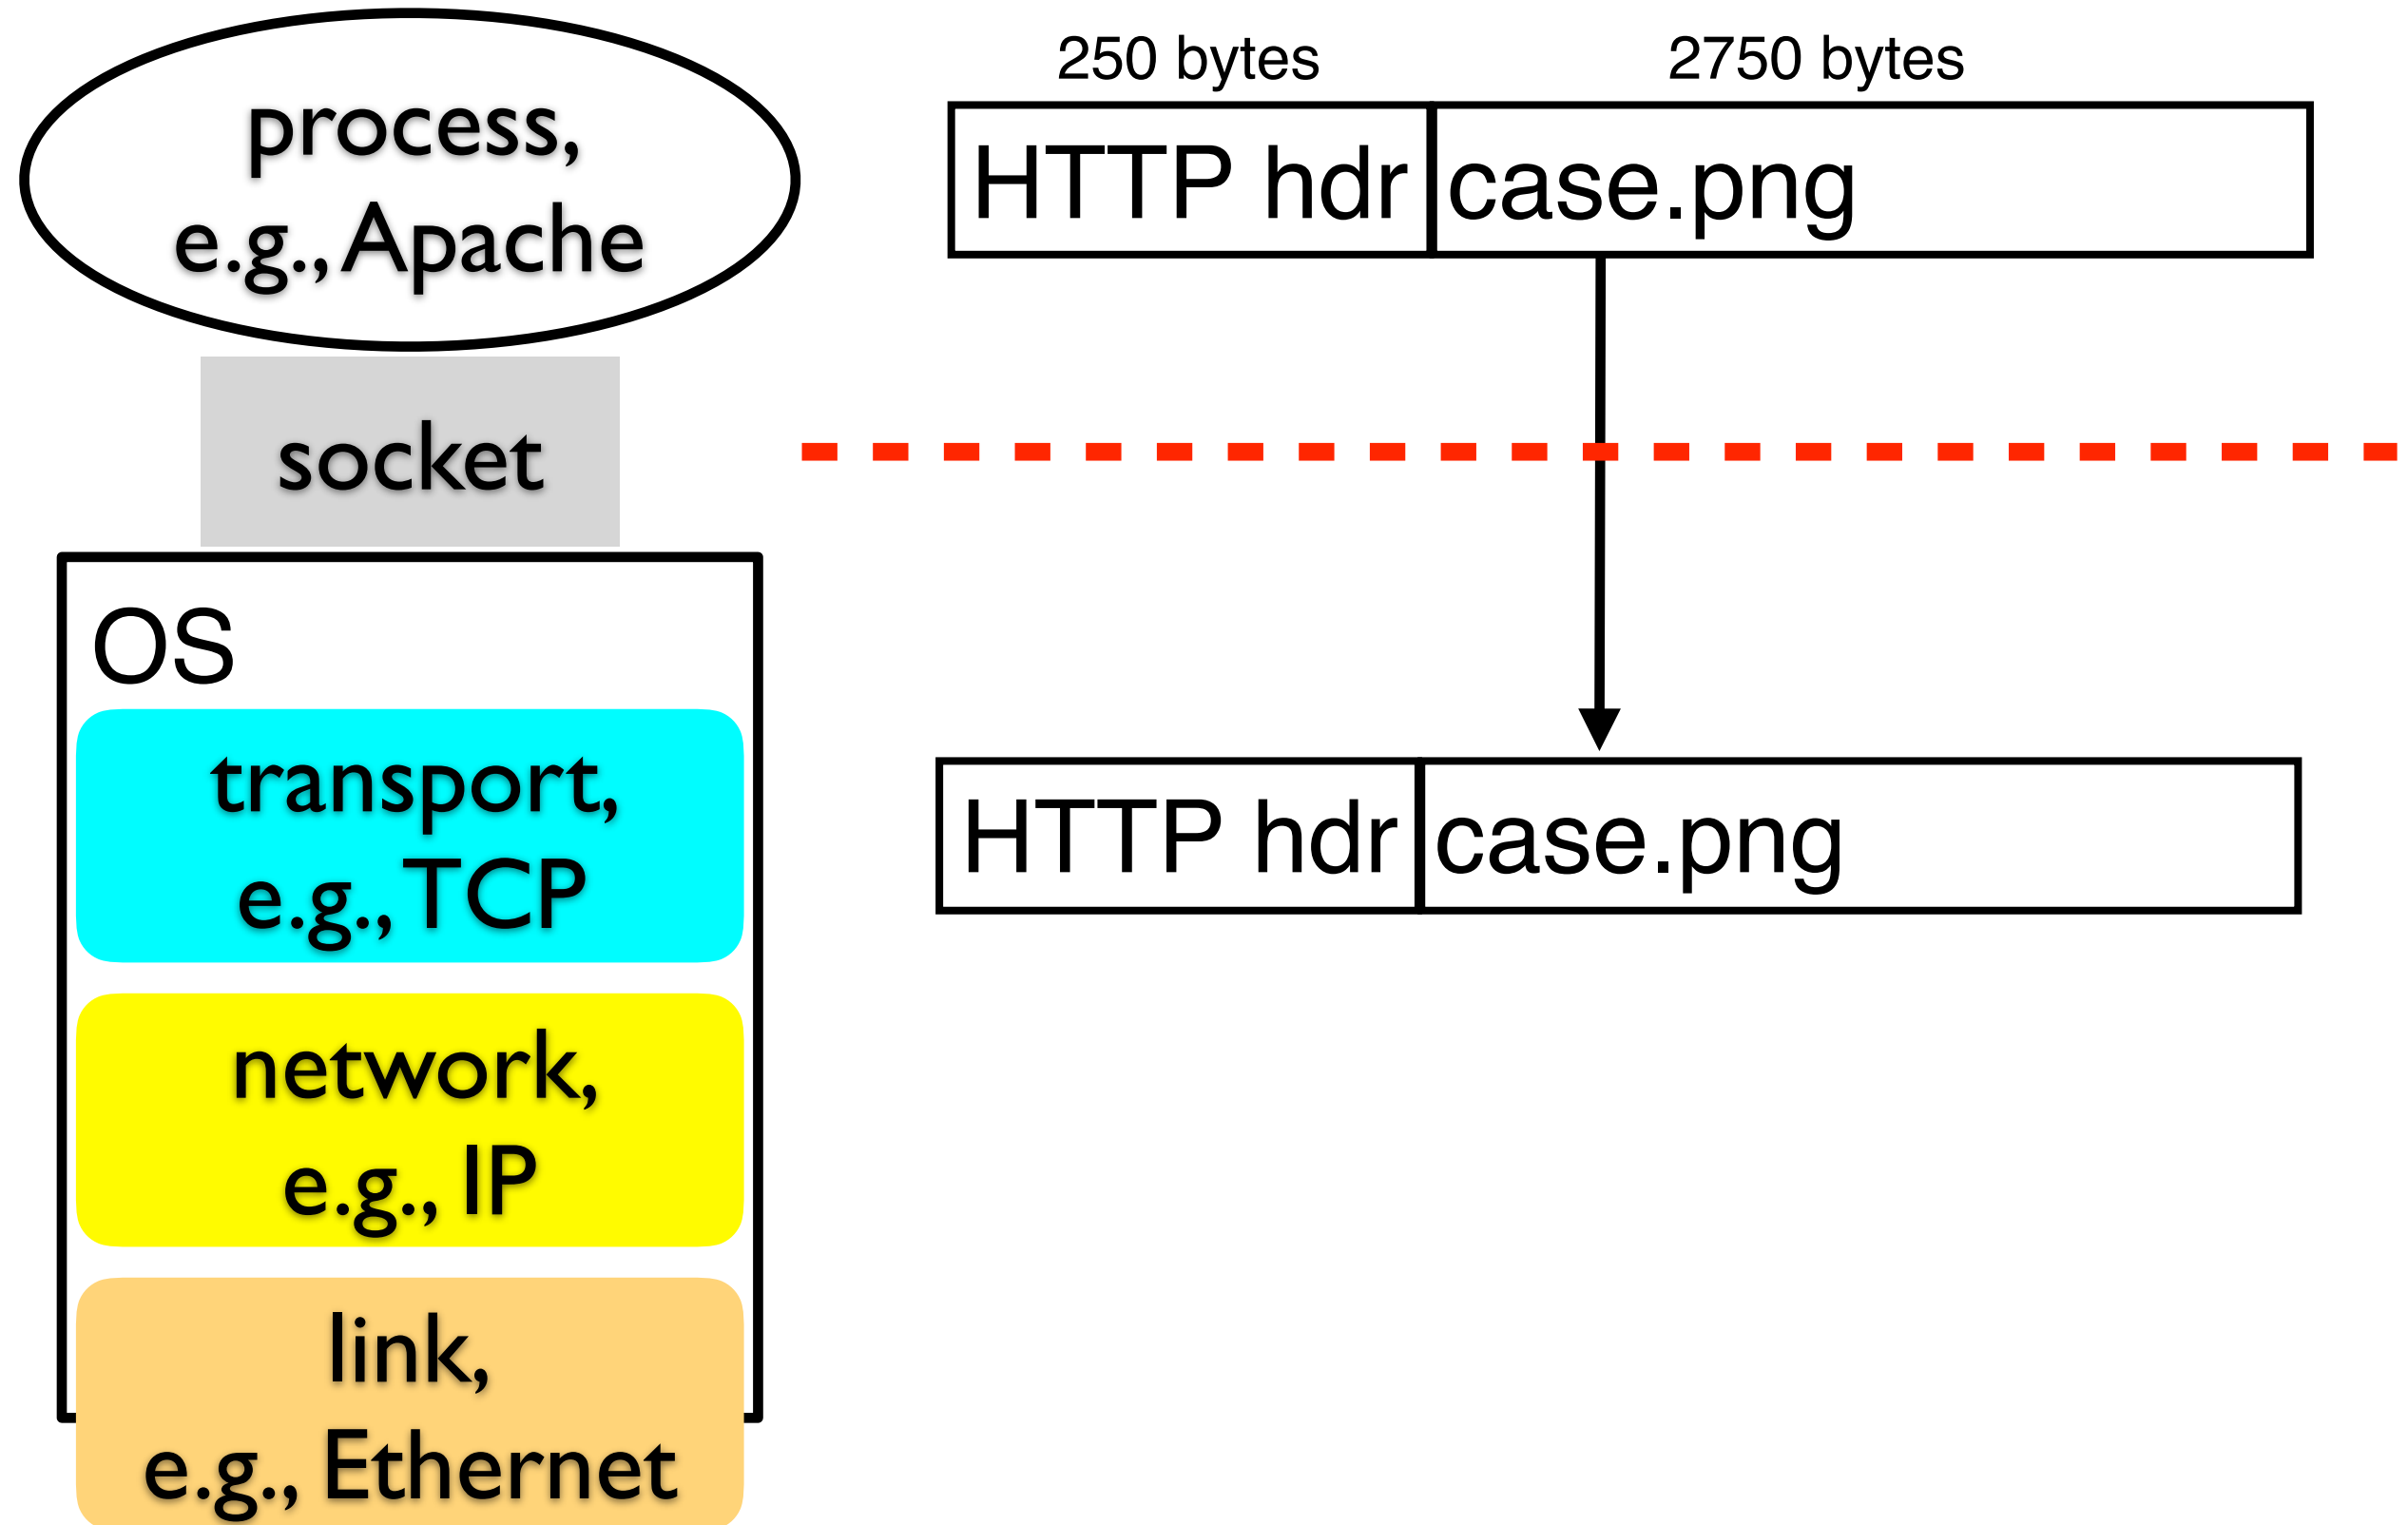 process,
e.g., Apache
socket
OS
transport,
e.g., TCP
network,
e.g., IP
link,
e.g., Ethernet
250 bytes
2750 bytes
HTTP hdr
case.png
HTTP hdr
case.png